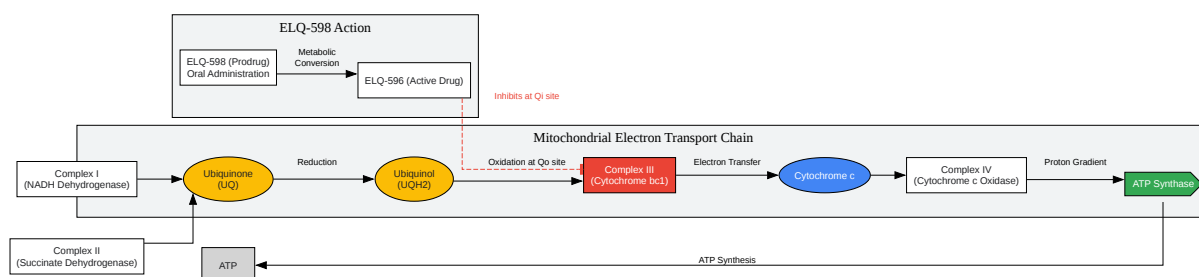 ELQ-598 Action
ELQ-598 (Prodrug)
Oral Administration
Metabolic
Conversion
ELQ-596 (Active Drug)
Inhibits at Qi site
Mitochondrial Electron Transport Chain
Complex I
(NADH Dehydrogenase)
Ubiquinone
(UQ)
Reduction
Ubiquinol
(UQH2)
Oxidation at Qo site
Complex III
(Cytochrome bc1)
Electron Transfer
Cytochrome c
Complex IV
(Cytochrome c Oxidase)
Proton Gradient
ATP Synthase
Complex II
(Succinate Dehydrogenase)
ATP
ATP Synthesis